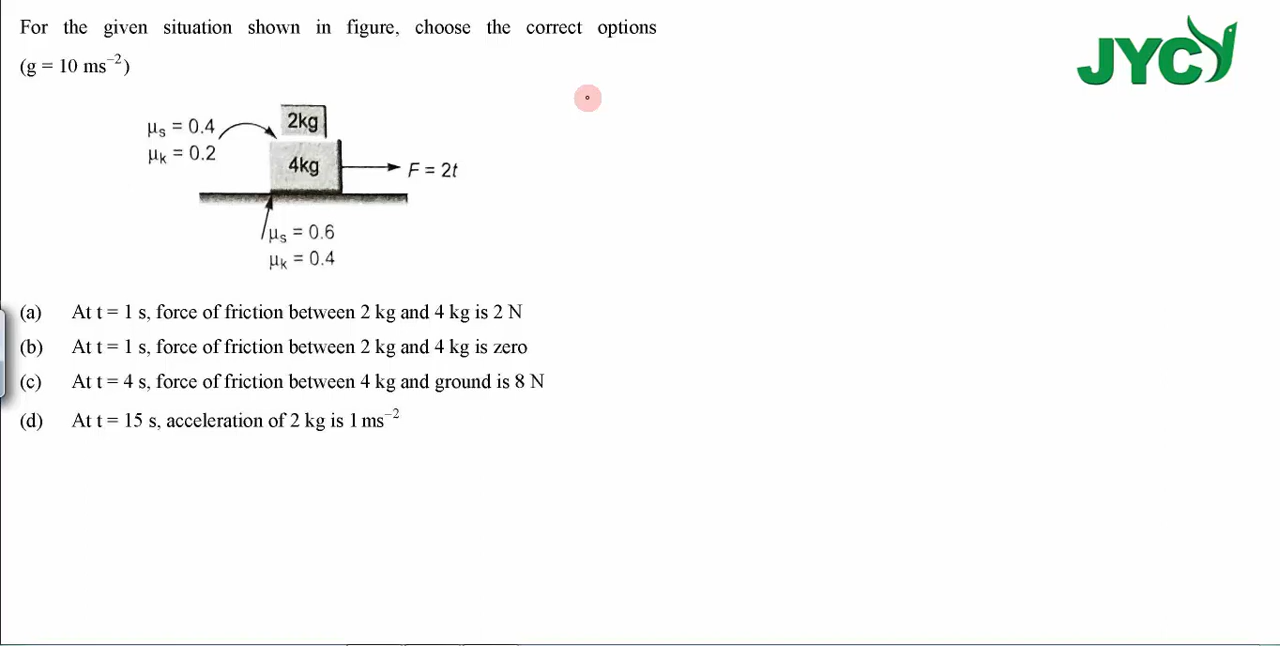 For the given situation shown in figure, choose the correct options
(g = 10 ms⁻²)
JYCY
2kg
μs = 0.4
μk = 0.2
4kg
F = 2t
μs = 0.6
μk = 0.4
(a) At t = 1 s, force of friction between 2 kg and 4 kg is 2 N
(b) At t = 1 s, force of friction between 2 kg and 4 kg is zero
(c) At t = 4 s, force of friction between 4 kg and ground is 8 N
(d) At t = 15 s, acceleration of 2 kg is 1 ms⁻²